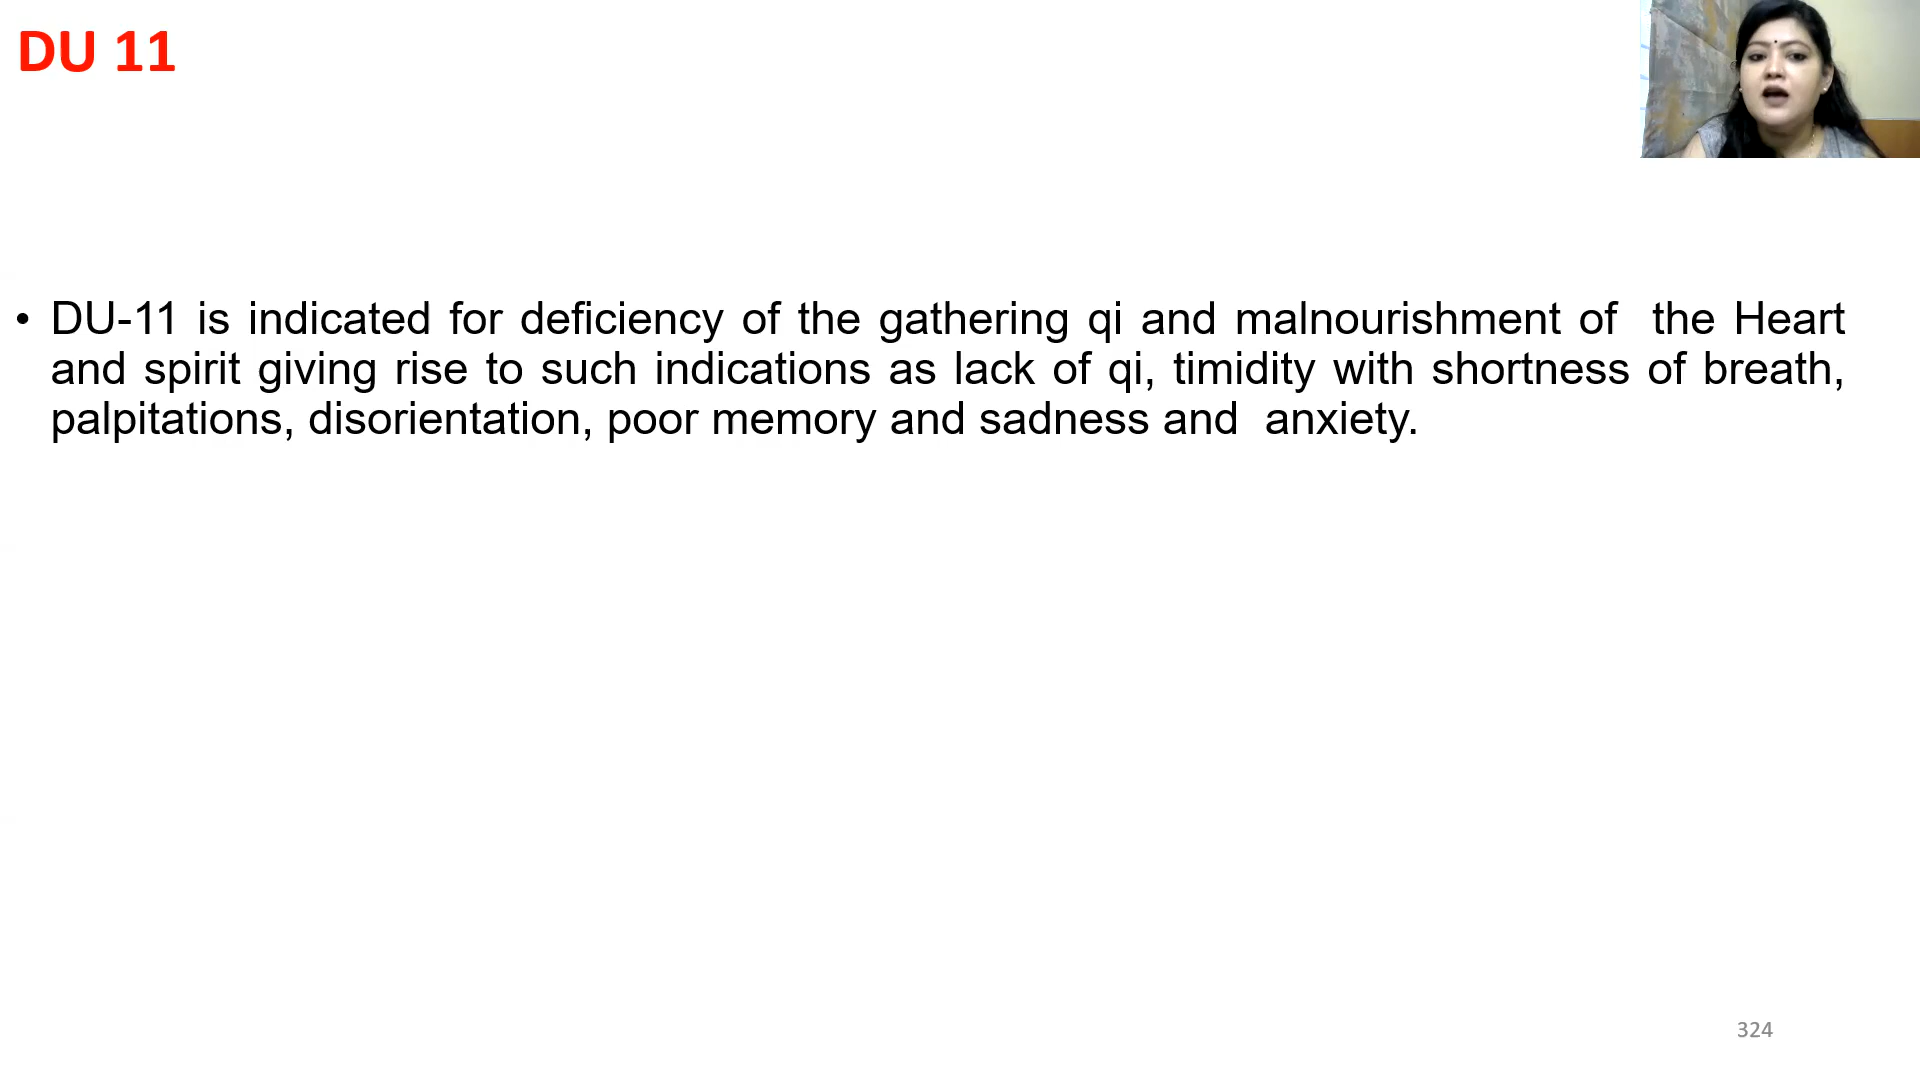 DU 11
• DU-11 is indicated for deficiency of the gathering qi and malnourishment of the Heart
and spirit giving rise to such indications as lack of qi, timidity with shortness of breath,
palpitations, disorientation, poor memory and sadness and anxiety.
324